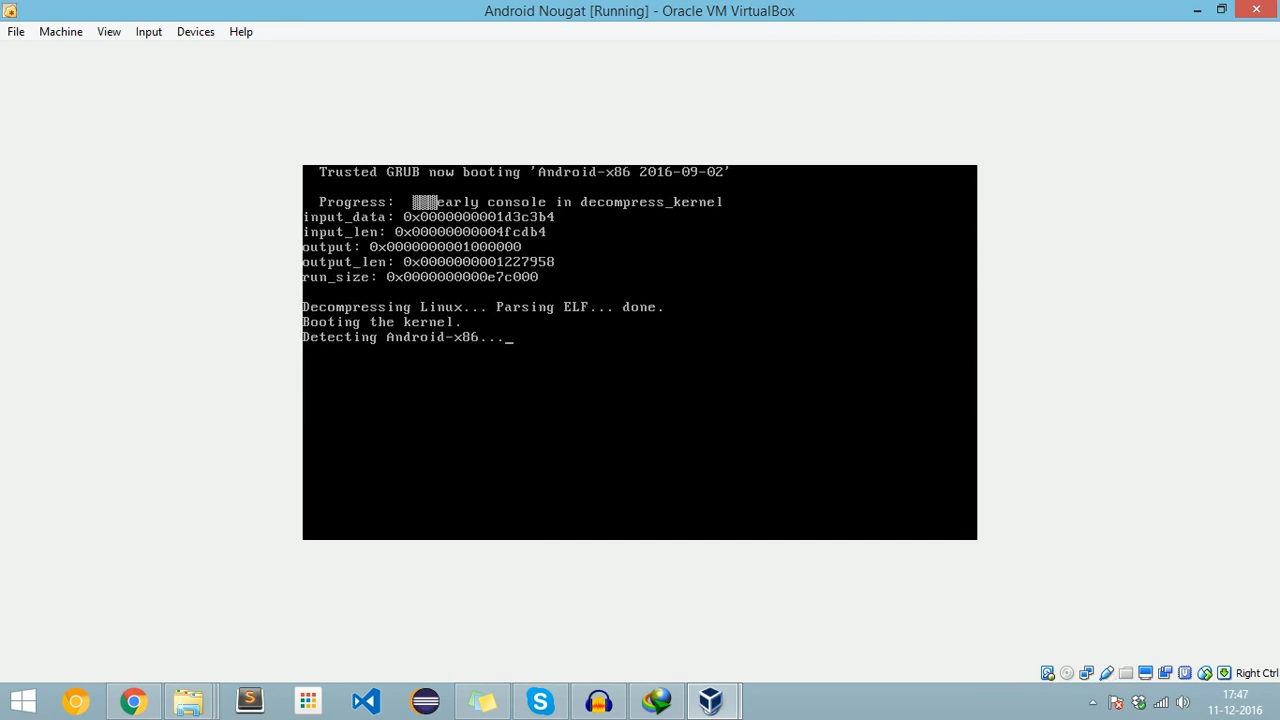 Android Nougat [Running] - Oracle VM VirtualBox
File Machine View Input Devices Help
Trusted GRUB now booting 'Android-x86 2016-09-02'
Progress: ▒▒▒early console in decompress_kernel
input_data: 0x0000000001d3c3b4
input_len: 0x00000000004fcdb4
output: 0x0000000001000000
output_len: 0x0000000001227958
run_size: 0x0000000000e7c000
Decompressing Linux... Parsing ELF... done.
Booting the kernel.
Detecting Android-x86..._
Right Ctrl
S
17:47
11-12-2016